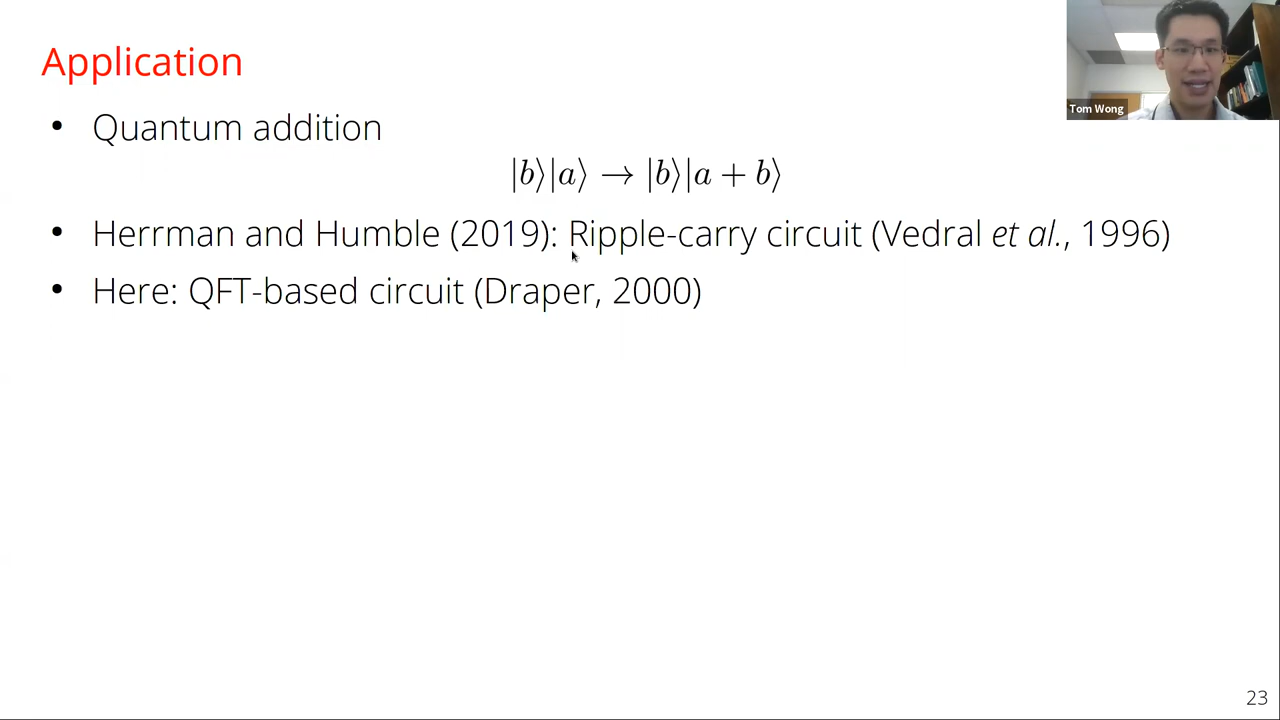 Application
Tom Wong
• Quantum addition
|b⟩|a⟩ → |b⟩|a + b⟩
• Herrman and Humble (2019): Ripple-carry circuit (Vedral et al., 1996)
• Here: QFT-based circuit (Draper, 2000)
23